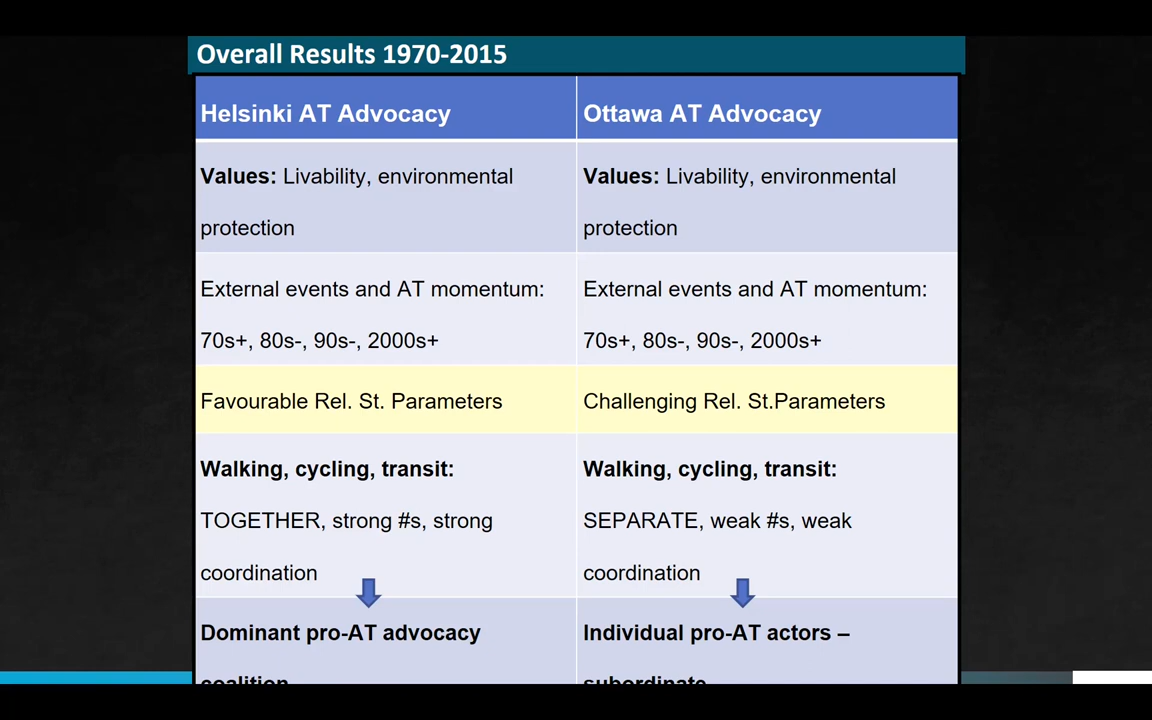 Overall Results 1970-2015
Helsinki AT Advocacy
Ottawa AT Advocacy
Values: Livability, environmental
protection
Values: Livability, environmental
protection
External events and AT momentum:
70s+, 80s-, 90s-, 2000s+
External events and AT momentum:
70s+, 80s-, 90s-, 2000s+
Favourable Rel. St. Parameters
Challenging Rel. St.Parameters
Walking, cycling, transit:
TOGETHER, strong #s, strong
coordination
Walking, cycling, transit:
SEPARATE, weak #s, weak
coordination
Dominant pro-AT advocacy
coalition
Individual pro-AT actors –
subordinate